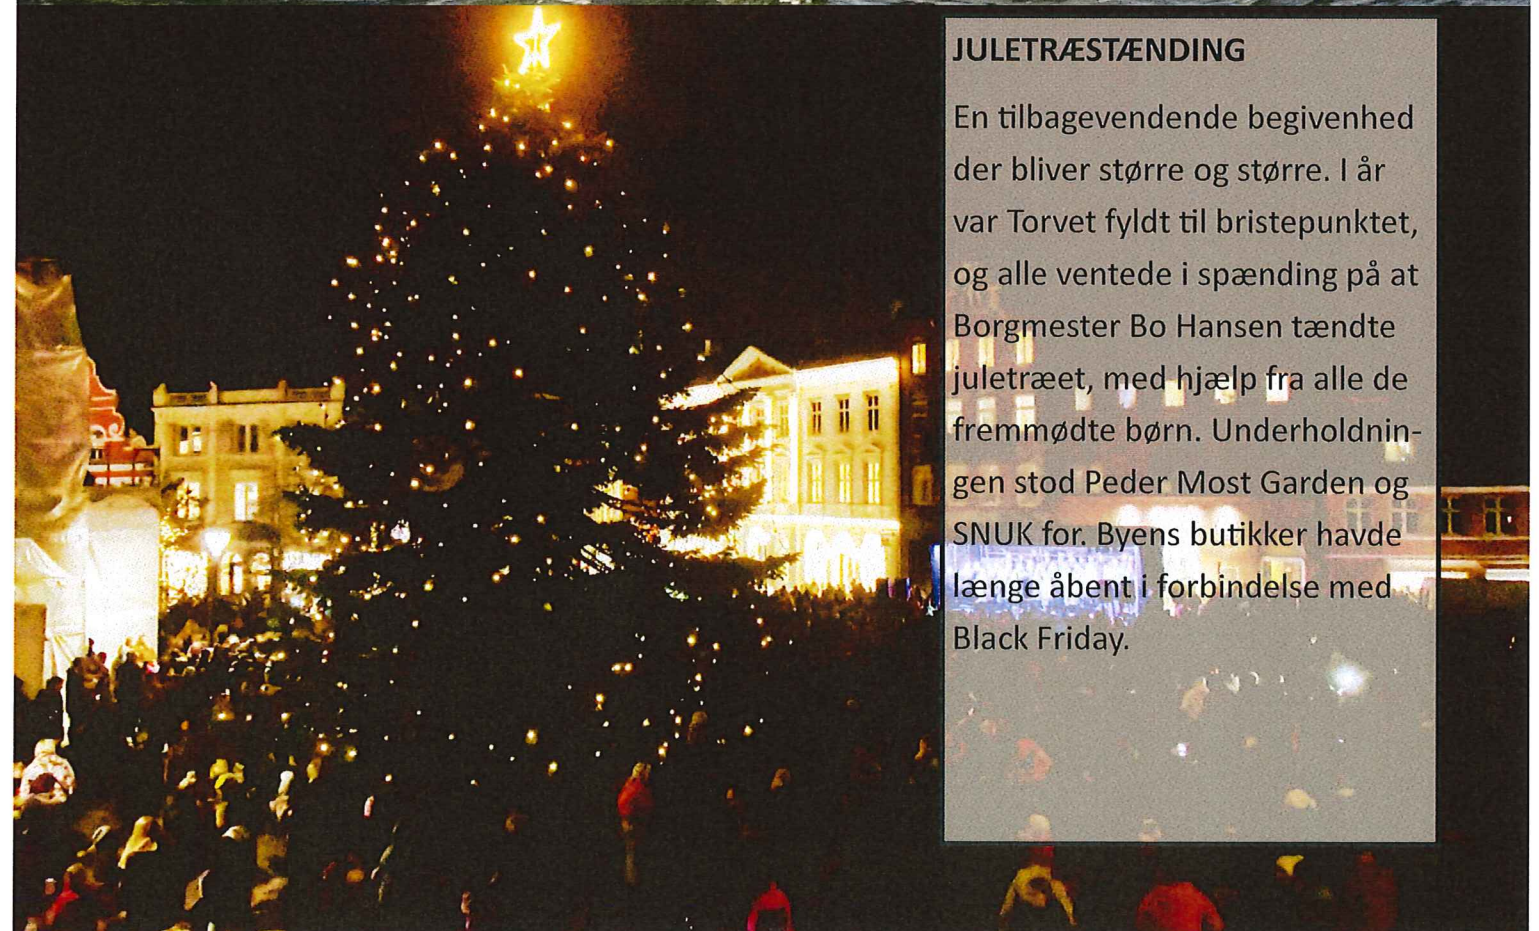 JULETRÆSTÆNDING
En tilbagevendende begivenhed
der bliver større og større. I år
var Torvet fyldt til bristepunktet,
og alle ventede i spænding på at
Borgmester Bo Hansen tændte
juletræet, med hjælp fra alle de
fremmødte børn. Underholdnin-
gen stod Peder Most Garden og
SNUK for. Byens butikker havde
længe åbent i forbindelse med
Black Friday.